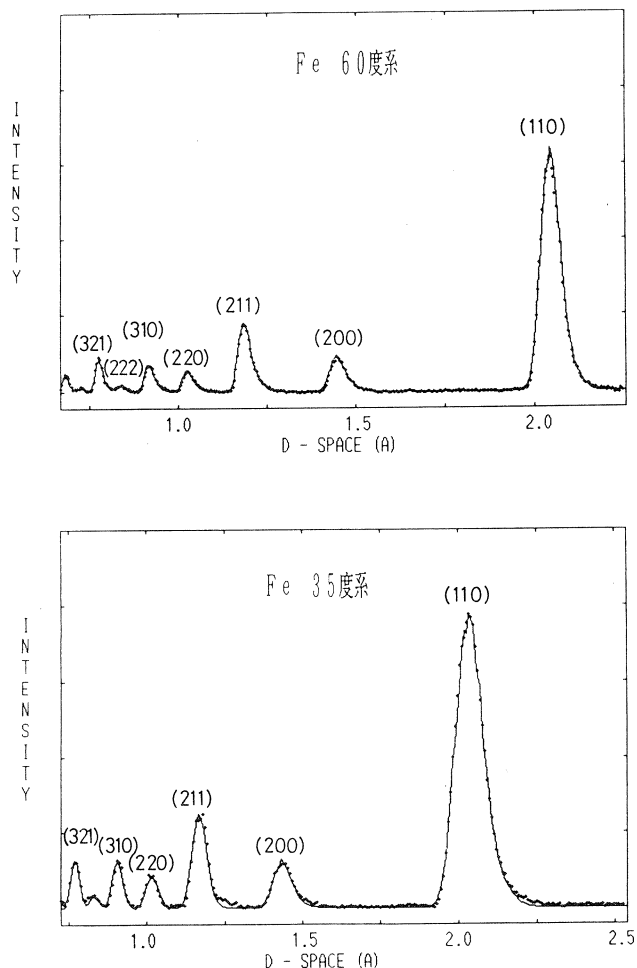 Fe 60度系
INTENSITY
(110)
(211)
(310)
(321)
(222)
(220)
(200)
1.0 1.5 2.0
D - SPACE (A)
Fe 35度系
INTENSITY
(110)
(211)
(321) (310) (220) (200)
1.0 1.5 2.0 2.5
D - SPACE (A)